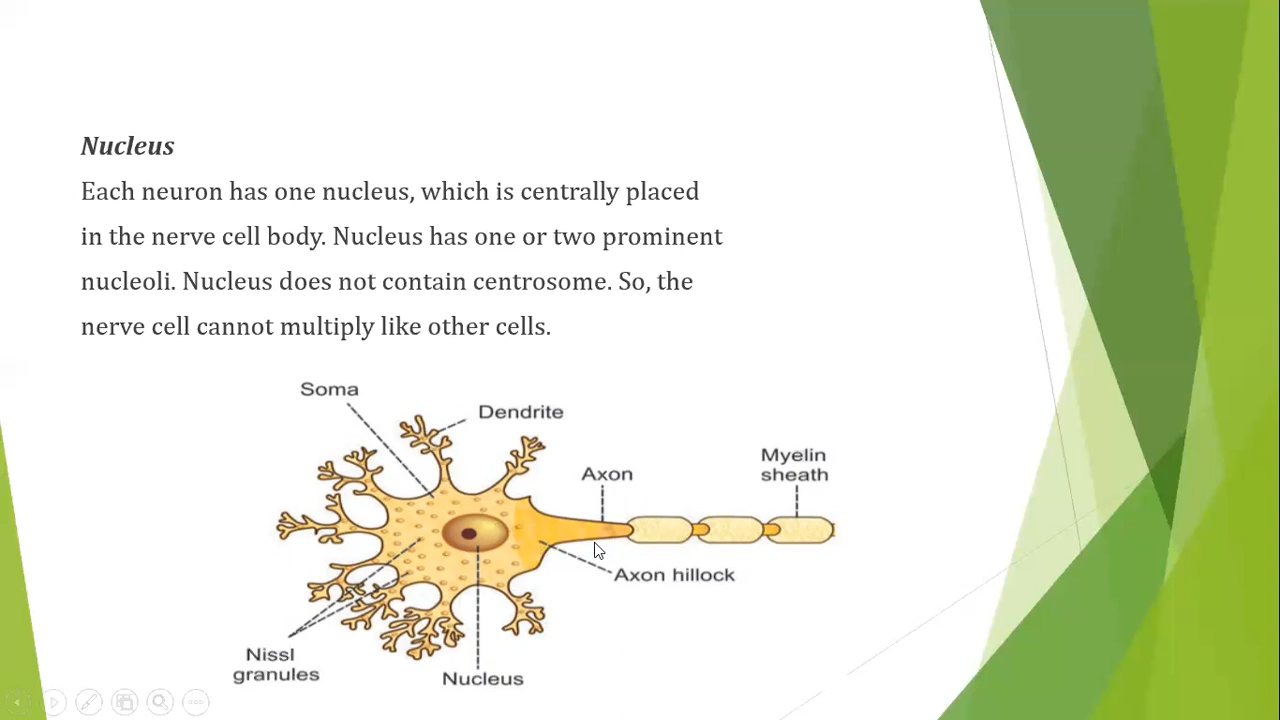 Nucleus
Each neuron has one nucleus, which is centrally placed
in the nerve cell body. Nucleus has one or two prominent
nucleoli. Nucleus does not contain centrosome. So, the
nerve cell cannot multiply like other cells.
Soma
Dendrite
Axon
Myelin
sheath
Axon hillock
Nissl
granules
Nucleus